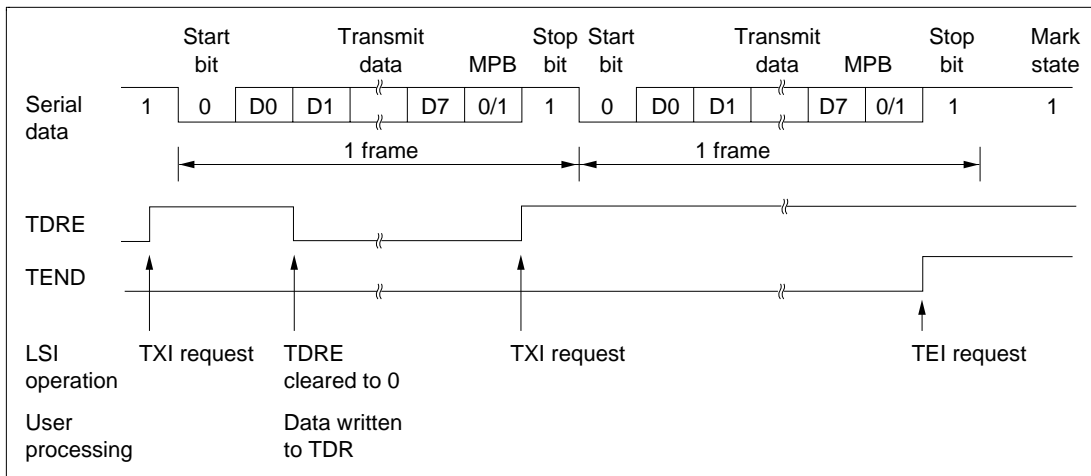 Start bit Transmit data MPB Stop bit Start bit Transmit data MPB Stop bit Mark state
Serial data 1 0 D0 D1 D7 0/1 1 0 D0 D1 D7 0/1 1 1
1 frame 1 frame
TDRE
TEND
LSI operation TXI request TDRE cleared to 0 TXI request TEI request
User processing Data written to TDR